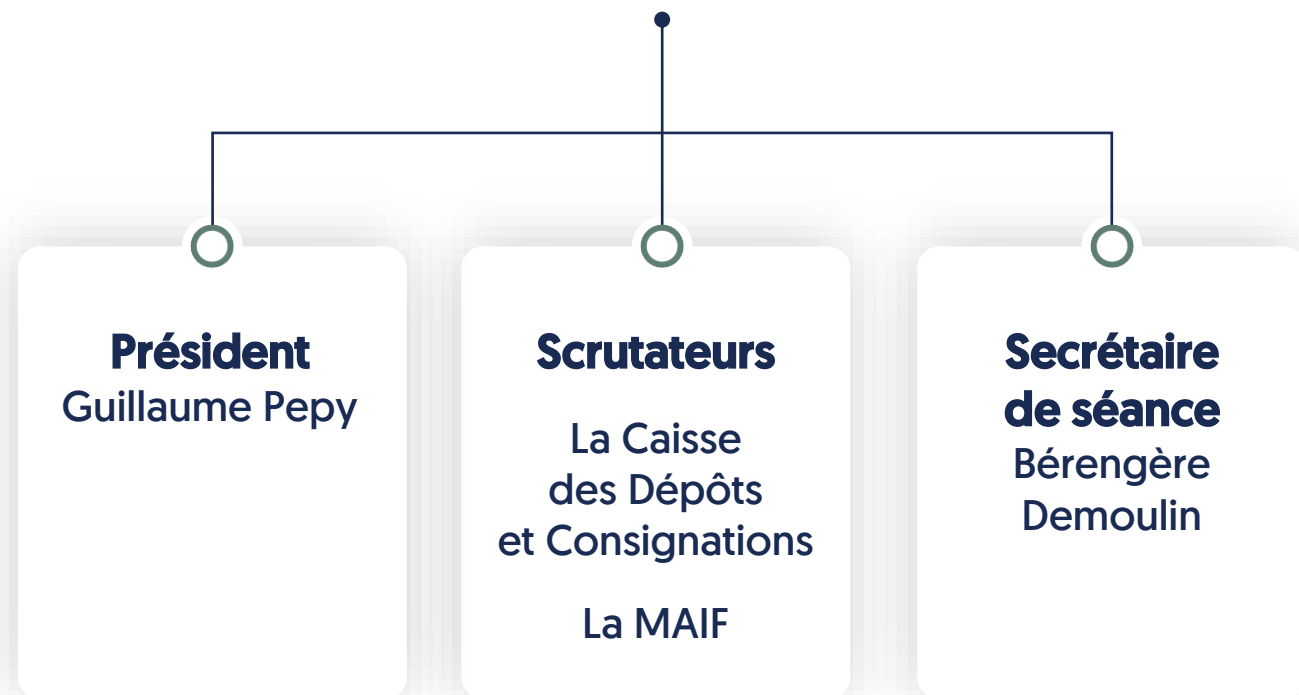 Président
Guillaume Pepy
Scrutateurs
La Caisse
des Dépôts
et Consignations
La MAIF
Secrétaire
de séance
Bérengère
Demoulin